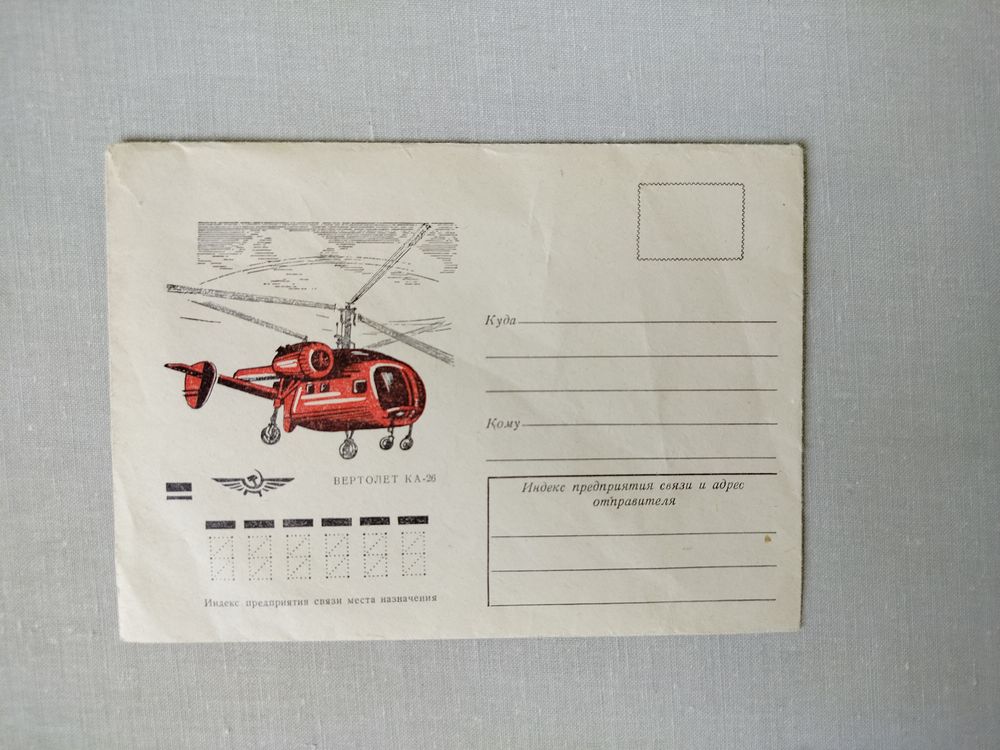 Куда
Кому
ВЕРТОЛЕТ КА-26
Индекс предприятия связи и адрес
отправителя
Индекс предприятия связи места назначения